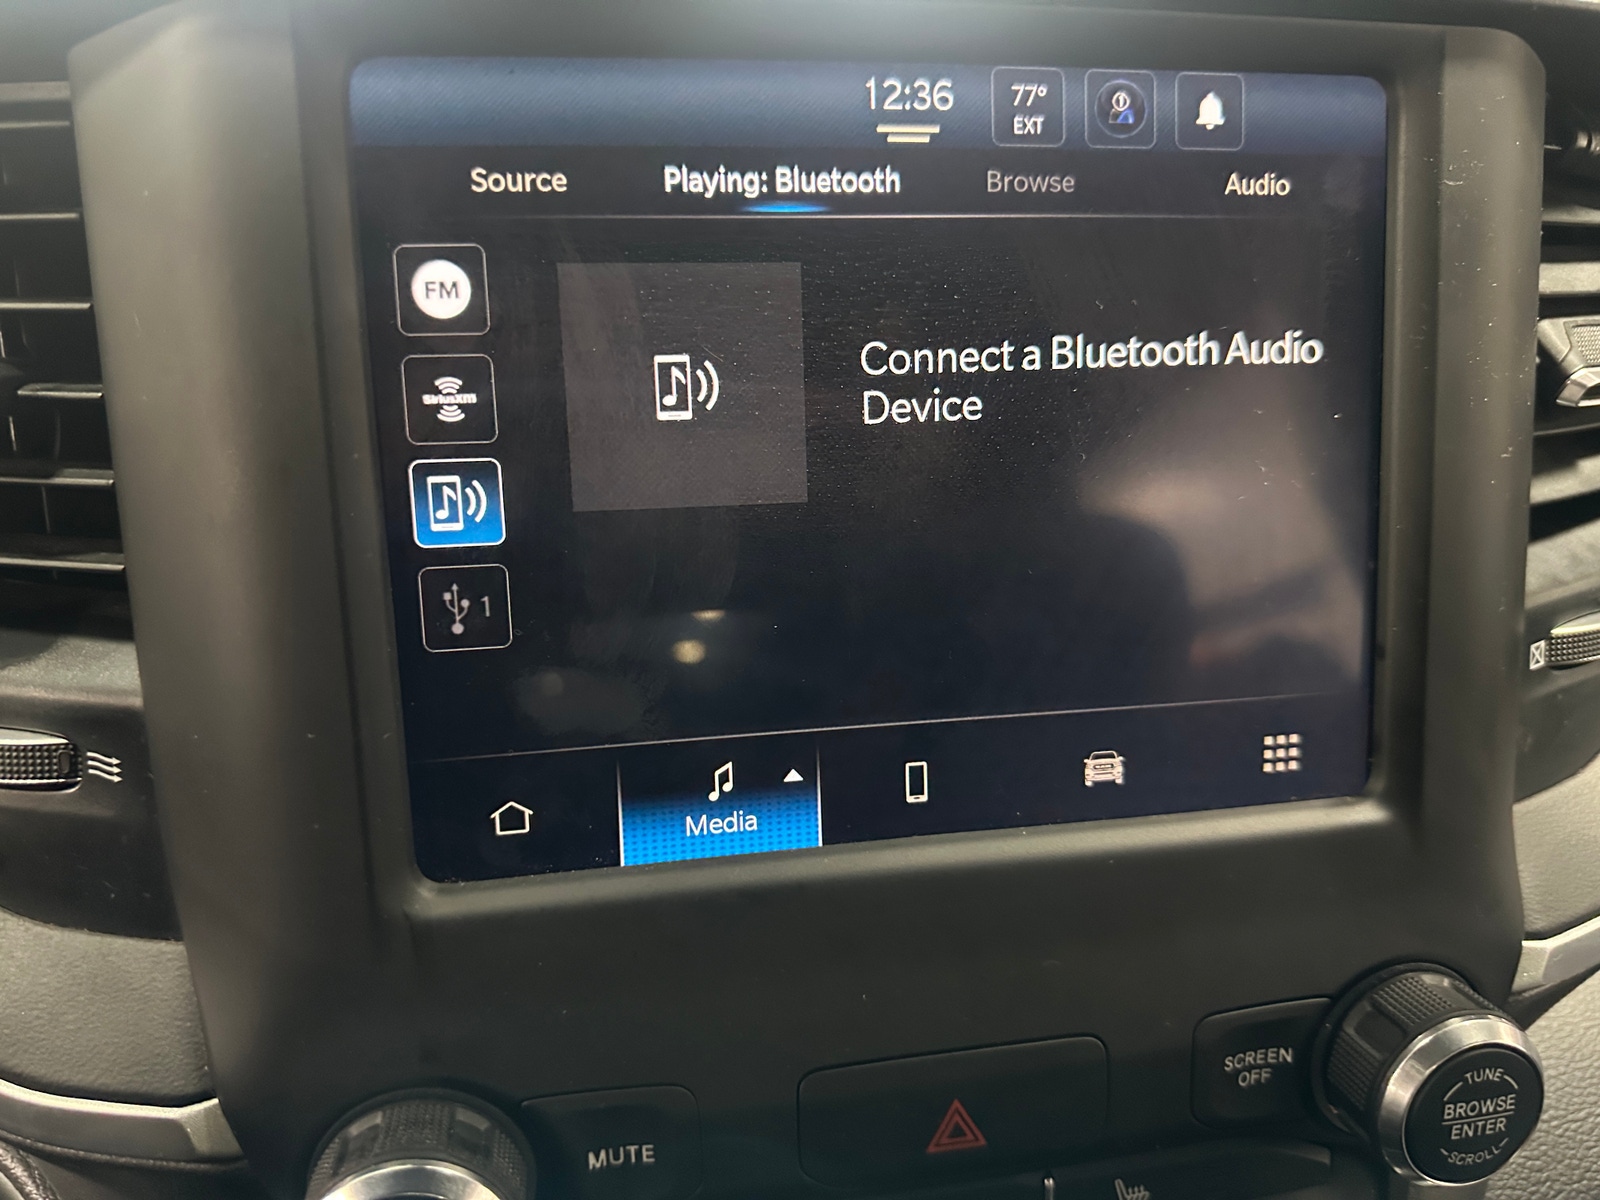 12:36
77°
EXT
Source
Playing: Bluetooth
Browse
Audio
FM
SiriusXM
Connect a Bluetooth Audio
Device
1
Media
SCREEN
OFF
MUTE
TUNE
BROWSE
ENTER
SCROLL